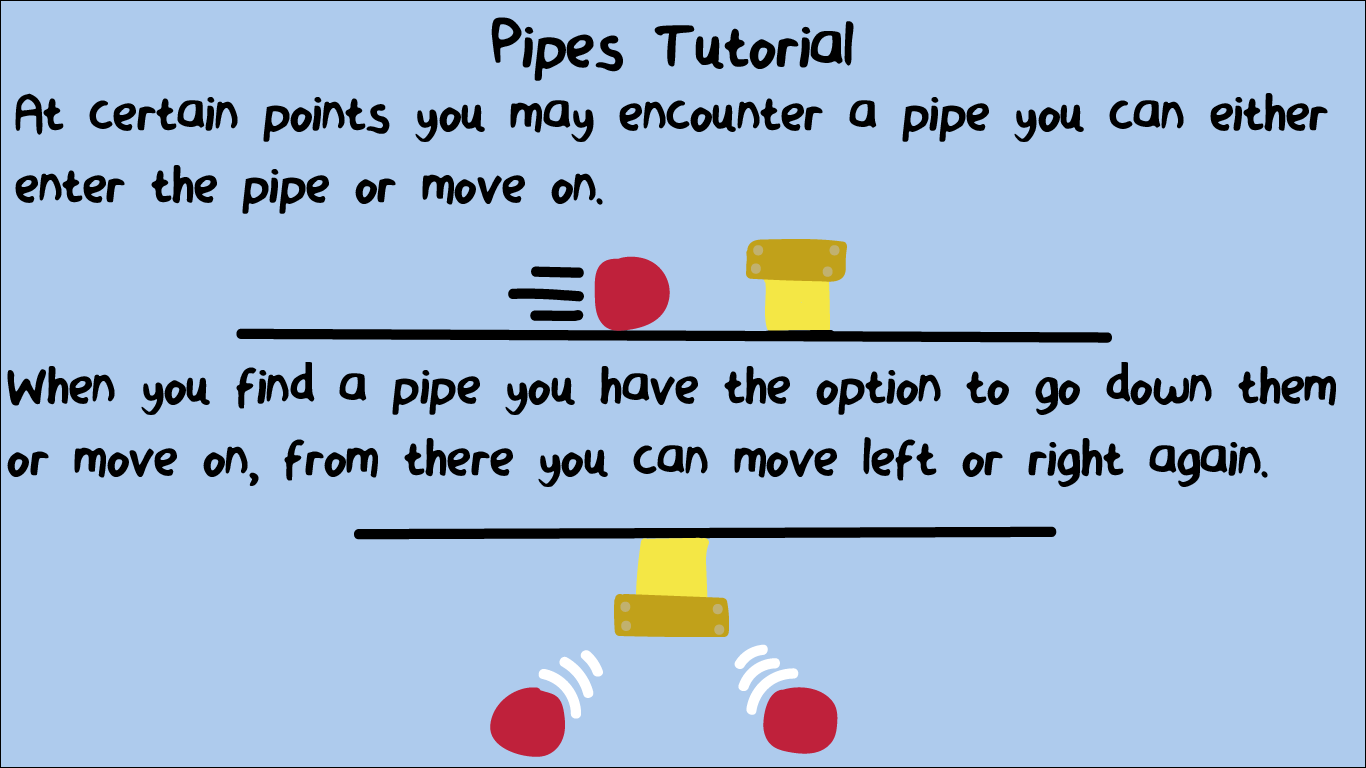 Pipes Tutorial
At certain points you may encounter a pipe you can either
enter the pipe or move on.
When you find a pipe you have the option to go down them
or move on, from there you can move left or right again.